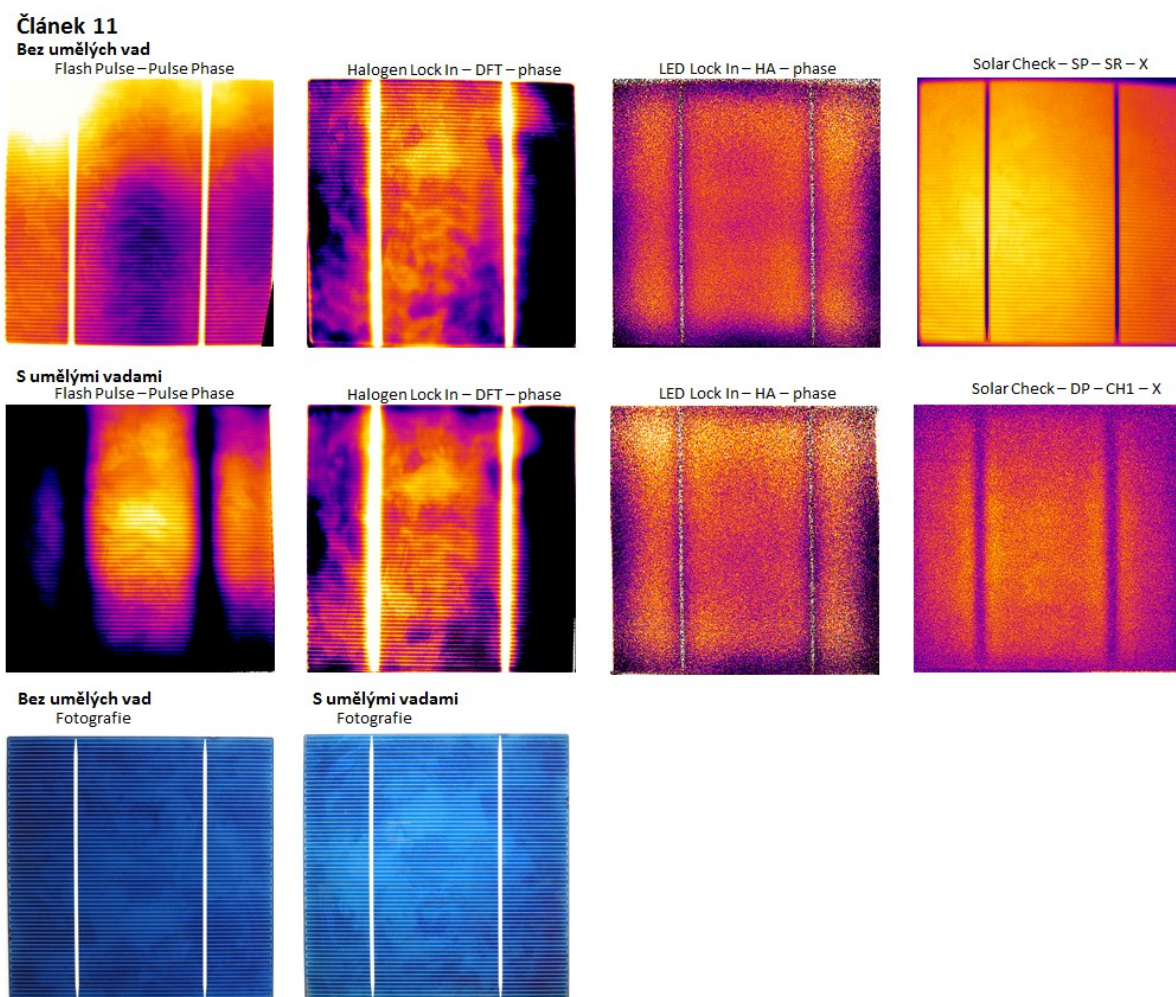 Článek 11
Bez umělých vad
Flash Pulse – Pulse Phase
Halogen Lock In – DFT – phase
LED Lock In – HA – phase
Solar Check – SP – SR – X
S umělými vadami
Flash Pulse – Pulse Phase
Halogen Lock In – DFT – phase
LED Lock In – HA – phase
Solar Check – DP – CH1 – X
Bez umělých vad
Fotografie
S umělými vadami
Fotografie